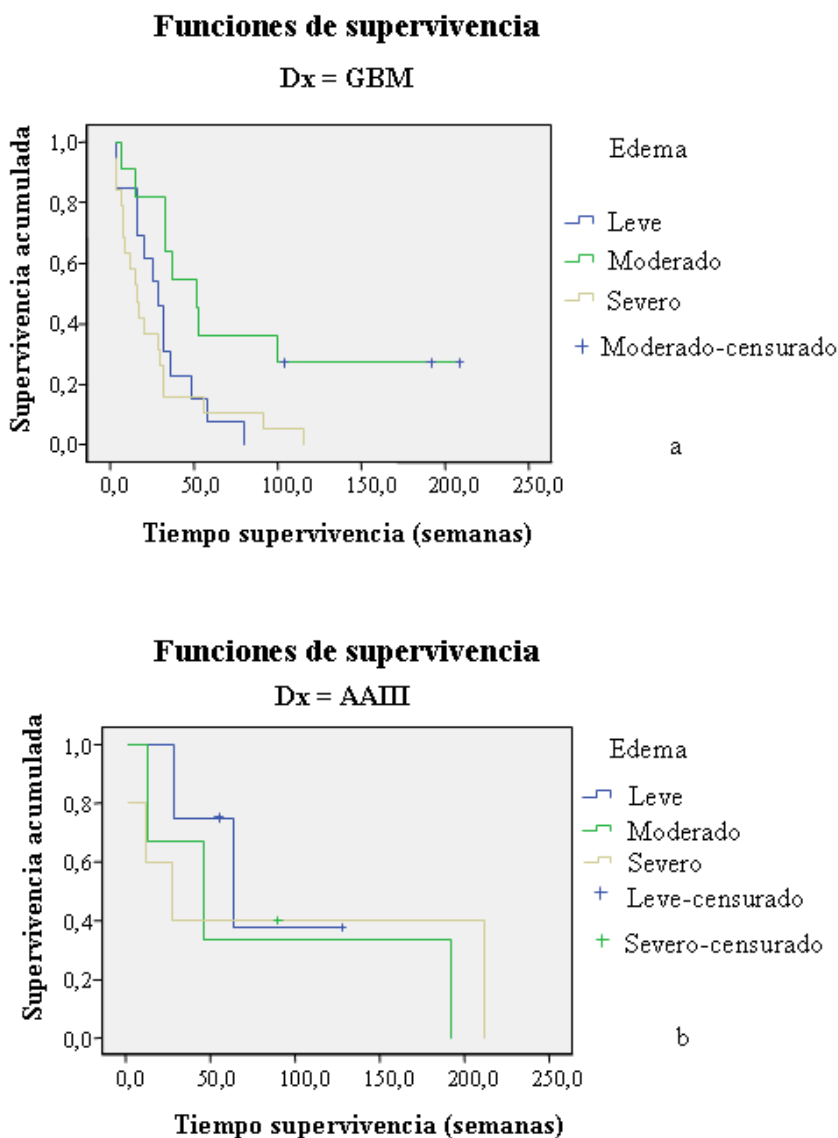 Funciones de supervivencia
Dx = GBM
Supervivencia acumulada
1,0
0,8
0,6
0,4
0,2
0,0
0,0 50,0 100,0 150,0 200,0 250,0
Tiempo supervivencia (semanas)
Edema
Leve
Moderado
Severo
Moderado-censurado
a
Funciones de supervivencia
Dx = AAIII
Supervivencia acumulada
1,0
0,8
0,6
0,4
0,2
0,0
0,0 50,0 100,0 150,0 200,0 250,0
Tiempo supervivencia (semanas)
Edema
Leve
Moderado
Severo
Leve-censurado
Severo-censurado
b